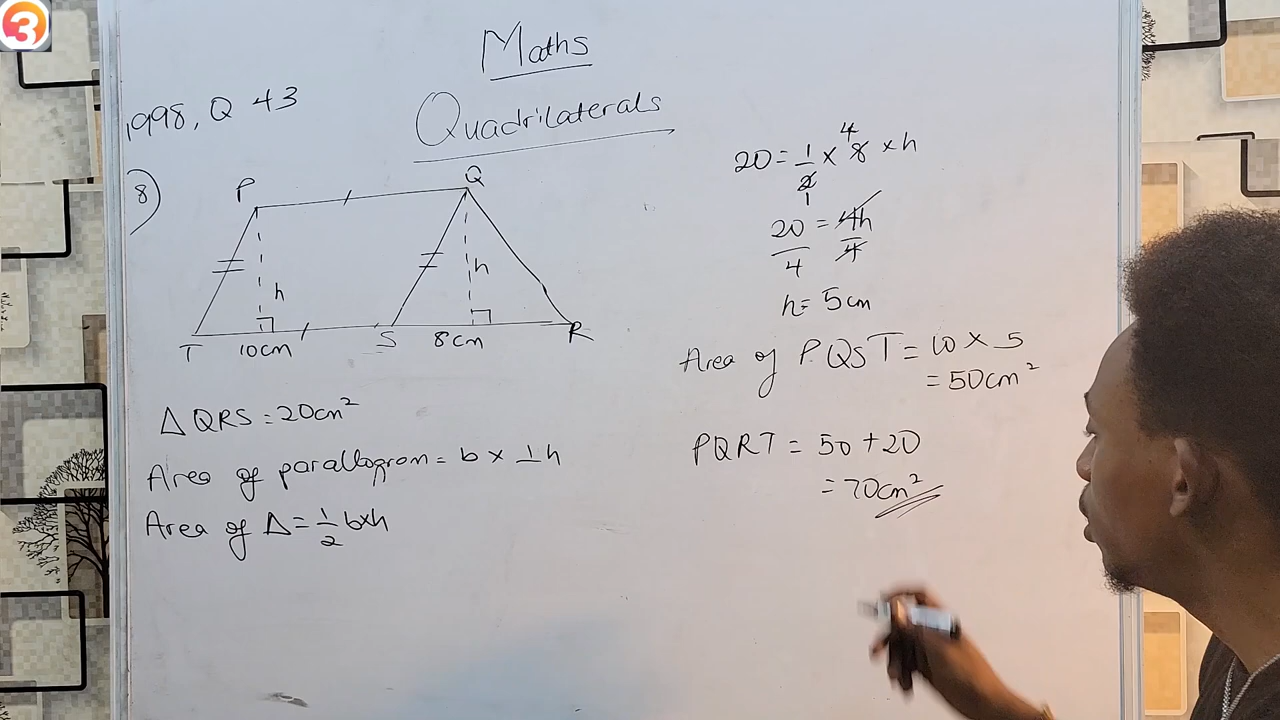 3
Maths
1998, Q 43
Quadrilaterals
8)
P
Q
h
h
T 10cm S 8cm R
Δ QRS = 20cm²
Area of parallogram = b × ⊥h
Area of Δ = 1/2 b×h
20 = 1/2 × 8 × h
1 4
20/4 = 4h/4
h = 5cm
Area of PQST = 10 × 5
= 50cm²
PQRT = 50 + 20
= 70cm²